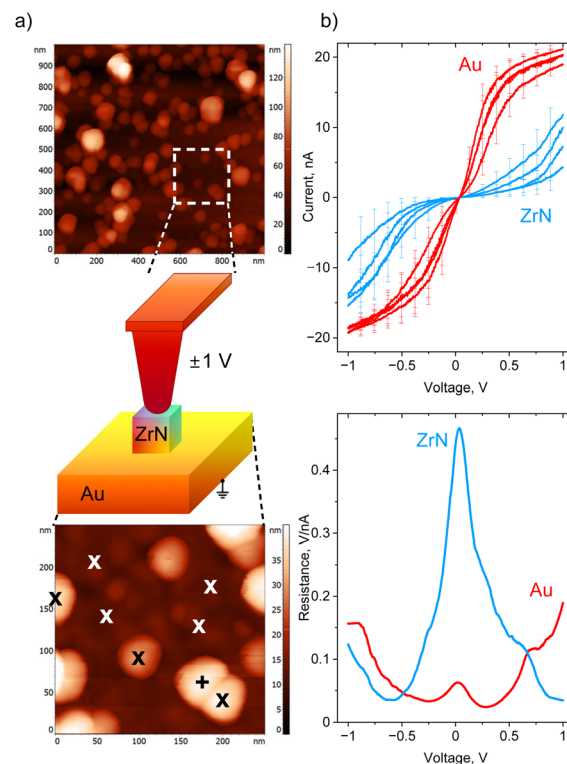 a)
b)
nm
900
800
700
600
500
400
300
200
100
0
0
200
400
600
800
nm
nm
120
100
80
60
40
20
0
±1 V
ZrN
Au
nm
200
150
100
50
0
0
50
100
150
200
nm
nm
35
30
25
20
15
10
5
0
x
x
x
x
x
x
+
x
Current, nA
20
10
0
−10
−20
−1
−0.5
0
0.5
1
Voltage, V
Au
ZrN
Resistance, V/nA
0.4
0.3
0.2
0.1
0
−1
−0.5
0
0.5
1
Voltage, V
ZrN
Au